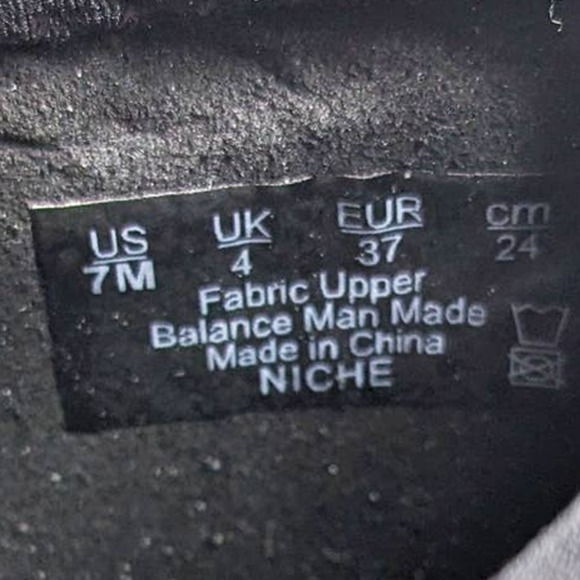 US UK EUR cm
7M 4 37 24
Fabric Upper
Balance Man Made
Made in China
NICHE